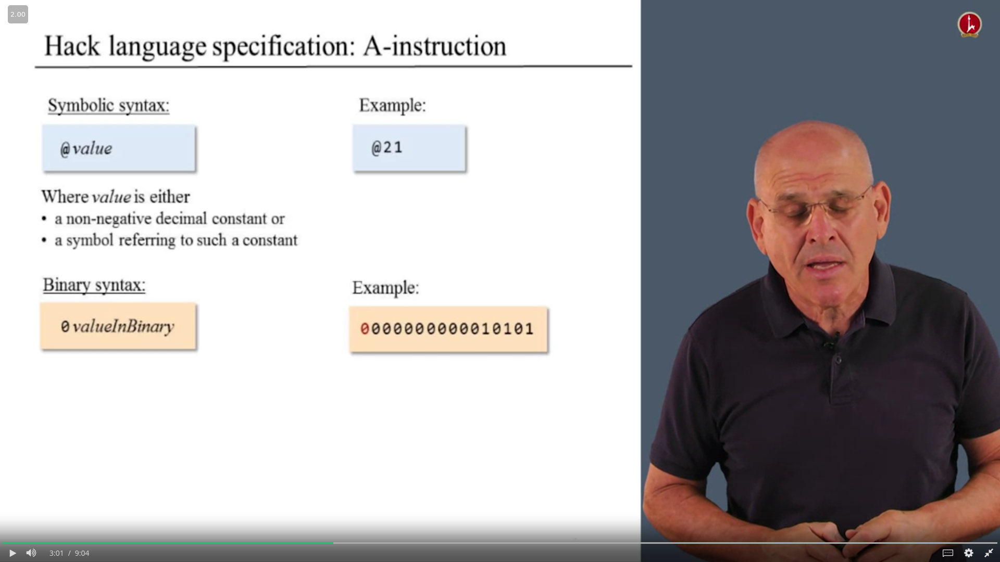 2.00
Hack language specification: A-instruction
Symbolic syntax:
Example:
@value
@21
Where value is either
• a non-negative decimal constant or
• a symbol referring to such a constant
Binary syntax:
Example:
0 valueInBinary
0000000000010101
3:01 / 9:04